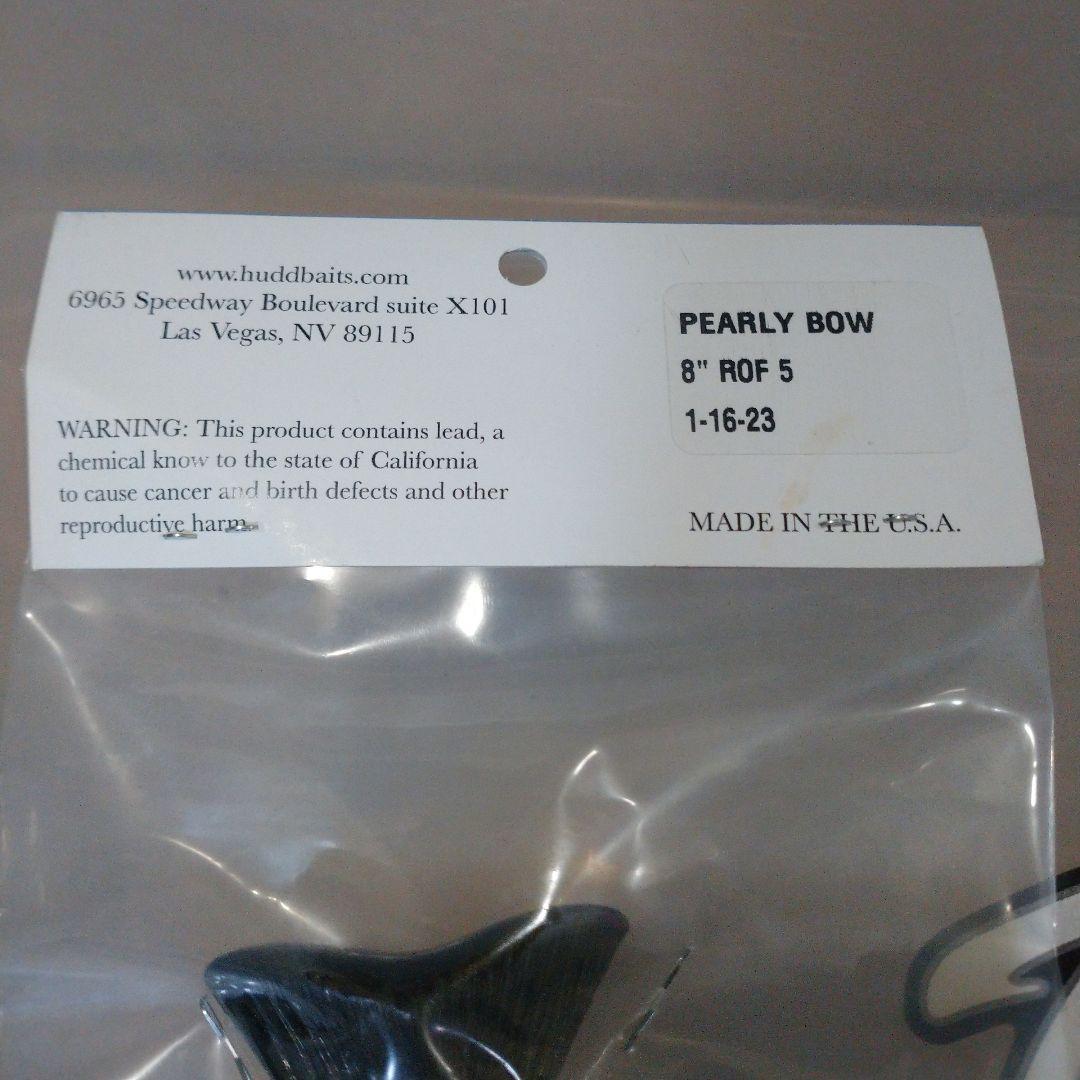 www.huddbaits.com
6965 Speedway Boulevard suite X101
Las Vegas, NV 89115
WARNING: This product contains lead, a
chemical know to the state of California
to cause cancer and birth defects and other
reproductive harm.
PEARLY BOW
8" ROF 5
1-16-23
MADE IN THE U.S.A.